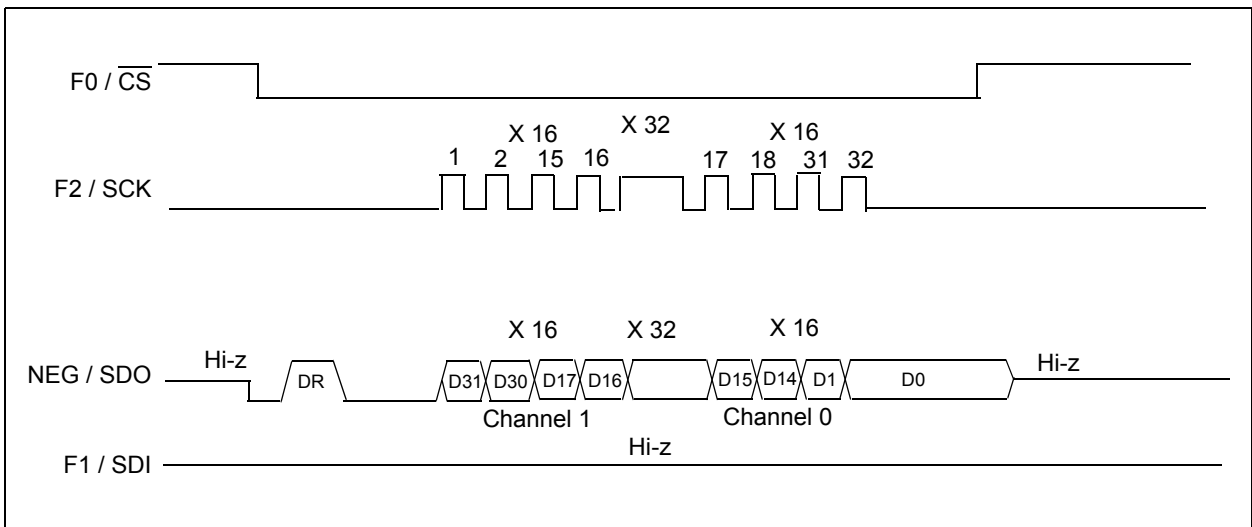 F0 / CS
X 16 X 32 X 16
1 2 15 16 17 18 31 32
F2 / SCK
X 16 X 32 X 16
Hi-z Hi-z
NEG / SDO DR D31 D30 D17 D16 D15 D14 D1 D0
Channel 1 Channel 0
Hi-z
F1 / SDI